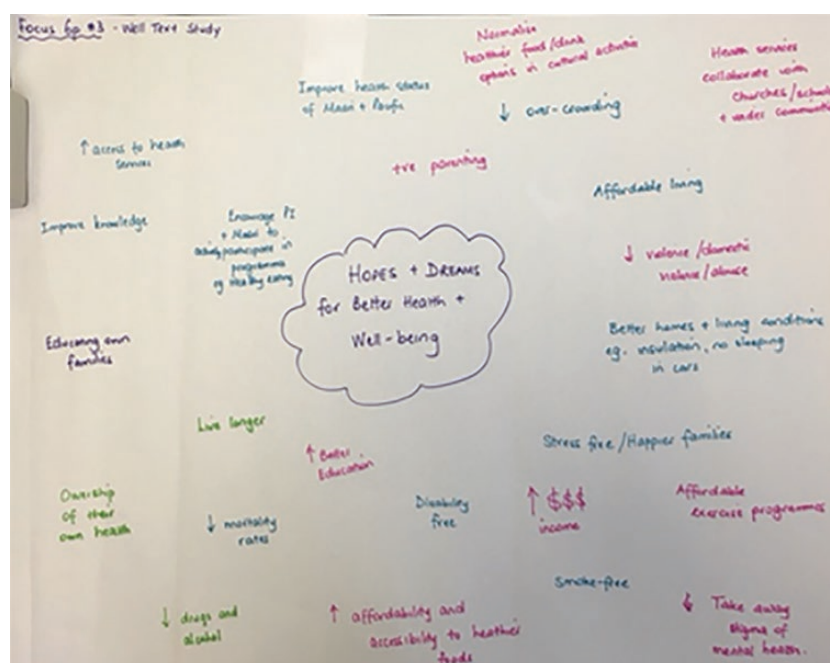 Focus Gp #3 - Well Text Study
Normalise
healthier food/drink
options in cultural activities
Health services
collaborate with
churches/schools
+ wider communit
Improve health status
of Maori + Pacific
↓ over-crowding
↑ access to health
services
+ve parenting
Affordable living
Improve knowledge
Encourage PI
+ Maori to
actively participate in
programme
eg Healthy eating
HOPES + DREAMS
for Better Health +
Well-being
↓ violence/domestic
violence/abuse
Educating own
families
Better homes + living conditions
eg. insulation, no sleeping
in cars
Live longer
↑ Better
Education
Stress free/Happier families
Owership
of their
own health
↓ mortality
rates
Disability
free
↑ $$$
income
Affordable
exercise programmes
Smoke-free
↓ drugs and
alcohol
↑ affordability and
accessibility to heathier
foods
↓ Take away
stigma of
mental health.